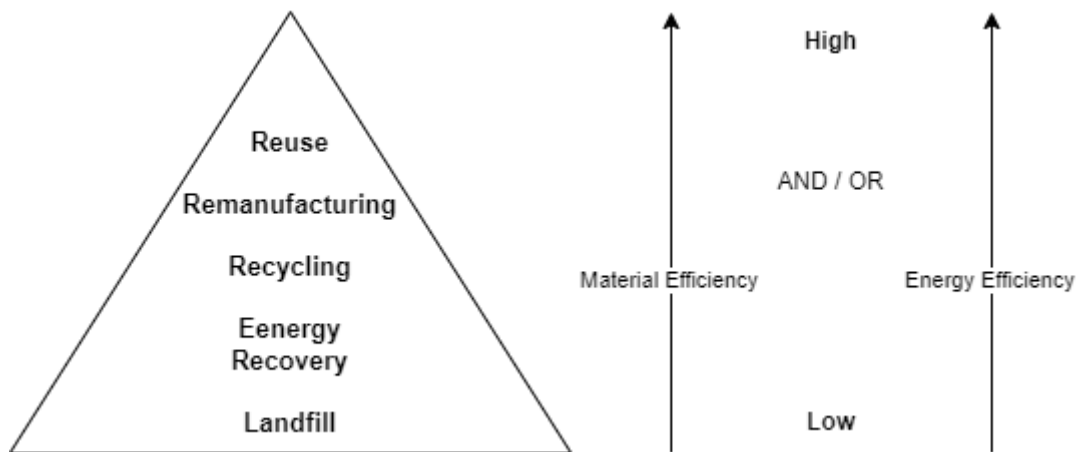 High
Reuse
AND / OR
Remanufacturing
Recycling
Material Efficiency
Energy Efficiency
Eenergy
Recovery
Landfill
Low